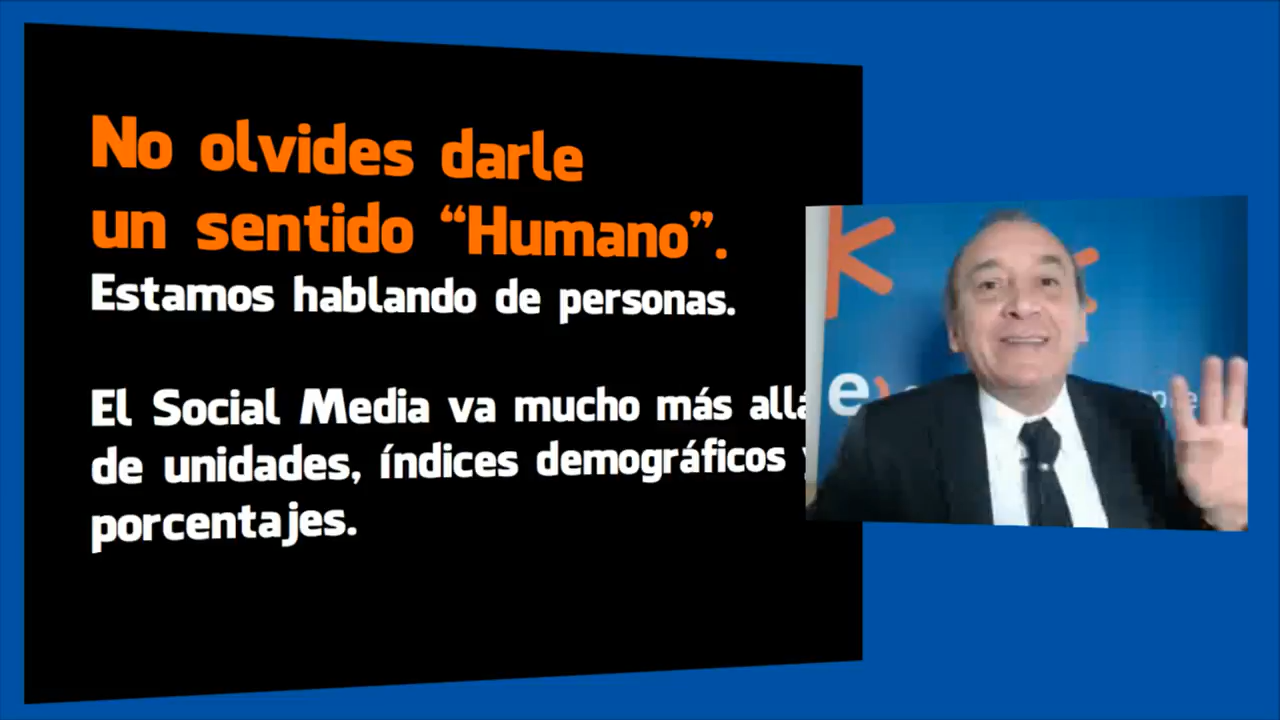 No olvides darle
un sentido “Humano”.
Estamos hablando de personas.
El Social Media va mucho más allá
de unidades, índices demográficos
porcentajes.